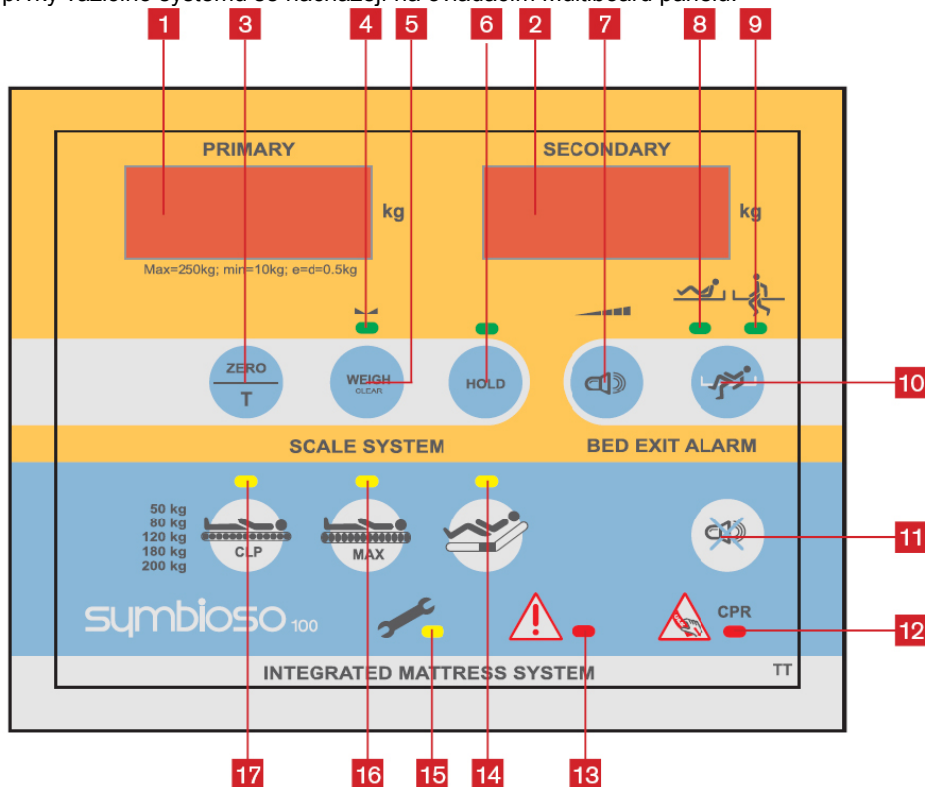 1 3 4 5 6 2 7 8 9
PRIMARY SECONDARY
kg kg
Max=250kg; min=10kg; e=d=0.5kg
ZERO
T
WEIGH
CLEAR
HOLD
10
SCALE SYSTEM BED EXIT ALARM
50 kg
80 kg
120 kg
180 kg
200 kg
CLP
MAX
11
symbioso 100
CPR
12
INTEGRATED MATTRESS SYSTEM TT
17 16 15 14 13